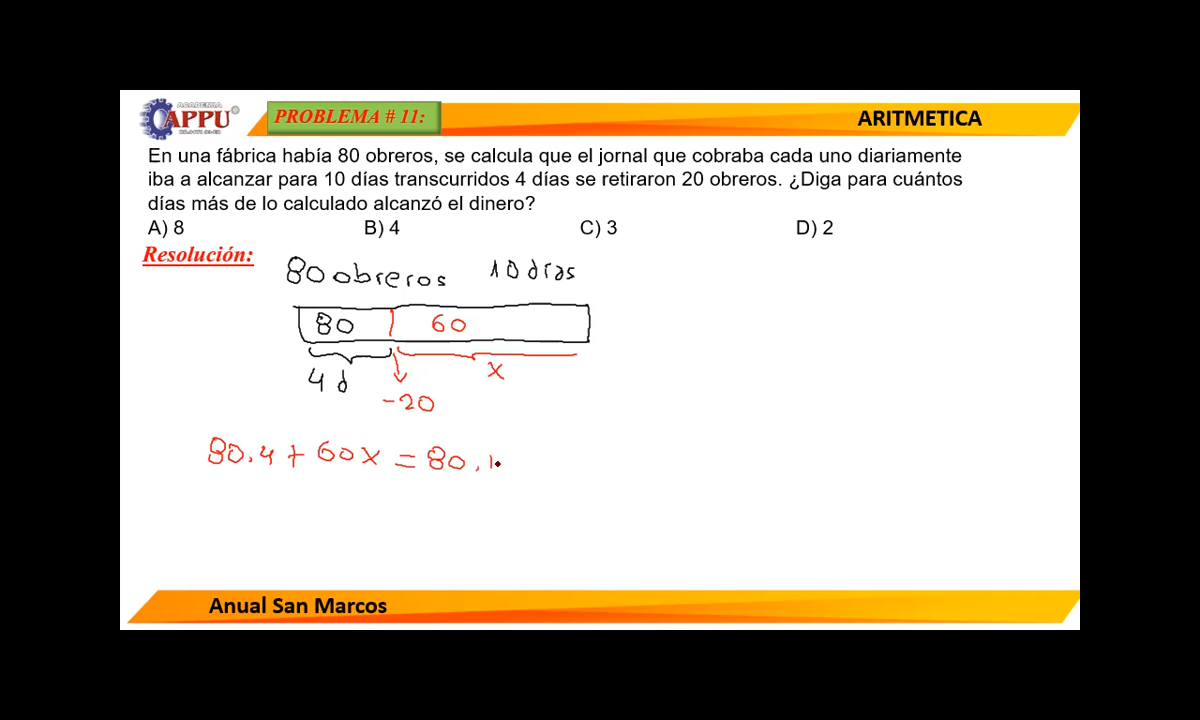 ACADEMIA
APPU
PROBLEMA # 11:
ARITMETICA
En una fábrica había 80 obreros, se calcula que el jornal que cobraba cada uno diariamente
iba a alcanzar para 10 días transcurridos 4 días se retiraron 20 obreros. ¿Diga para cuántos
días más de lo calculado alcanzó el dinero?
A) 8 B) 4 C) 3 D) 2
Resolución:
80 obreros 10 días
80 60
4 d x
-20
80.4 + 60x = 80.1
Anual San Marcos